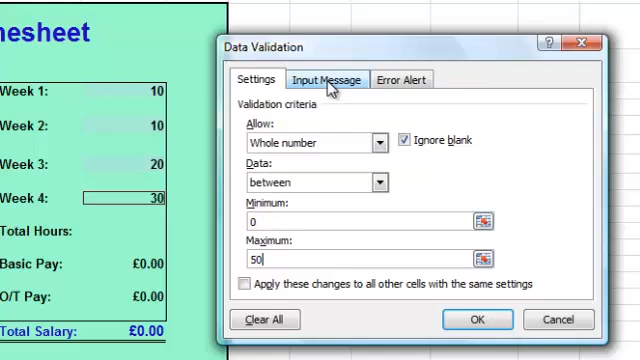 mesheet
Week 1: 10
Week 2: 10
Week 3: 20
Week 4: 30
Total Hours:
Basic Pay: £0.00
O/T Pay: £0.00
Total Salary: £0.00
Data Validation
Settings Input Message Error Alert
Validation criteria
Allow:
Whole number Ignore blank
Data:
between
Minimum:
0
Maximum:
50
Apply these changes to all other cells with the same settings
Clear All OK Cancel